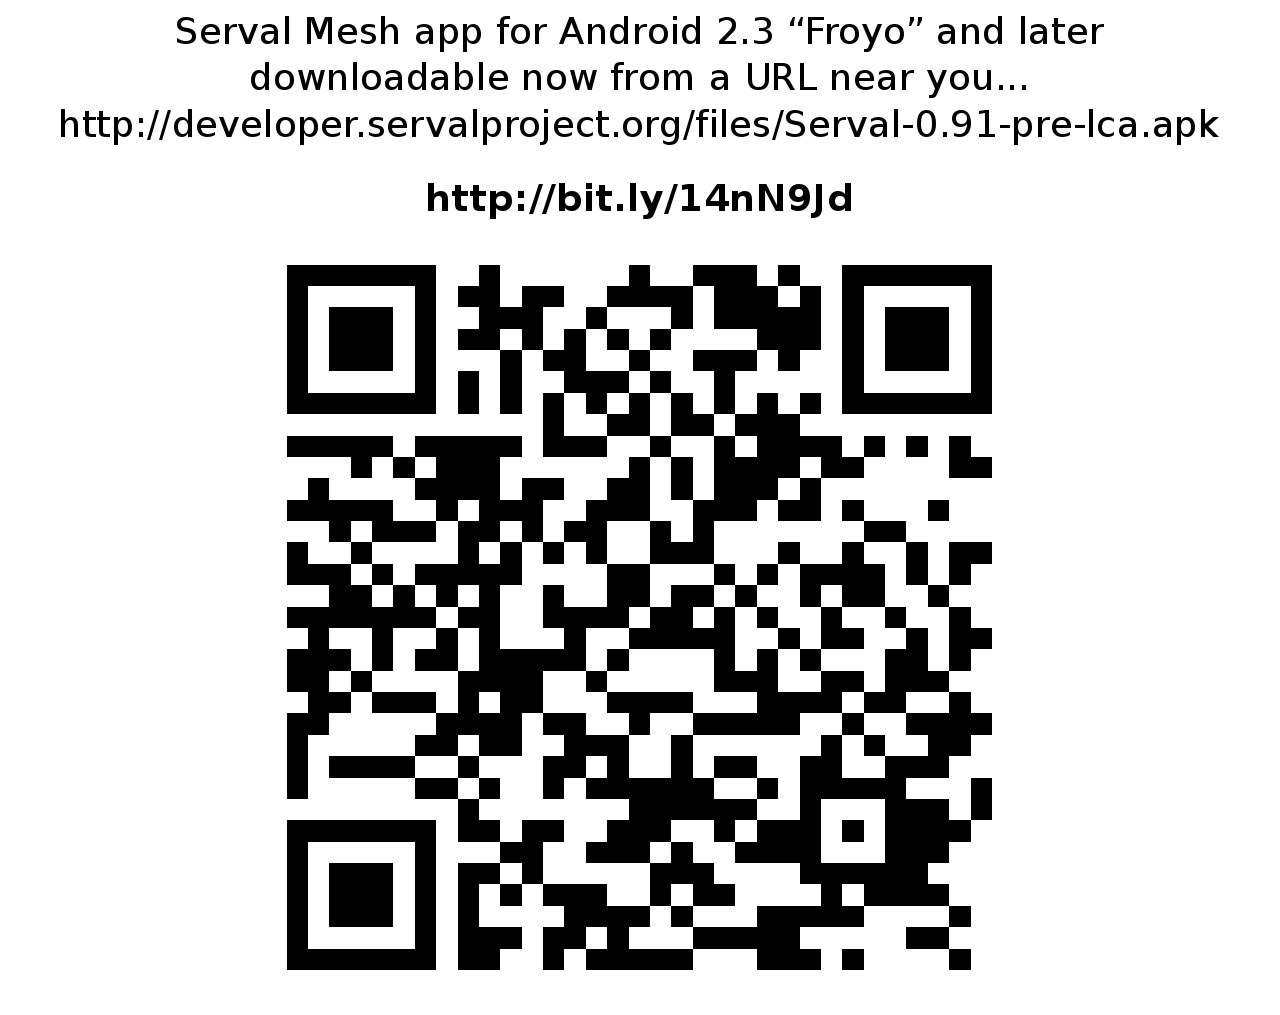 Serval Mesh app for Android 2.3 “Froyo” and later
downloadable now from a URL near you...
http://developer.servalproject.org/files/Serval-0.91-pre-lca.apk
http://bit.ly/14nN9Jd